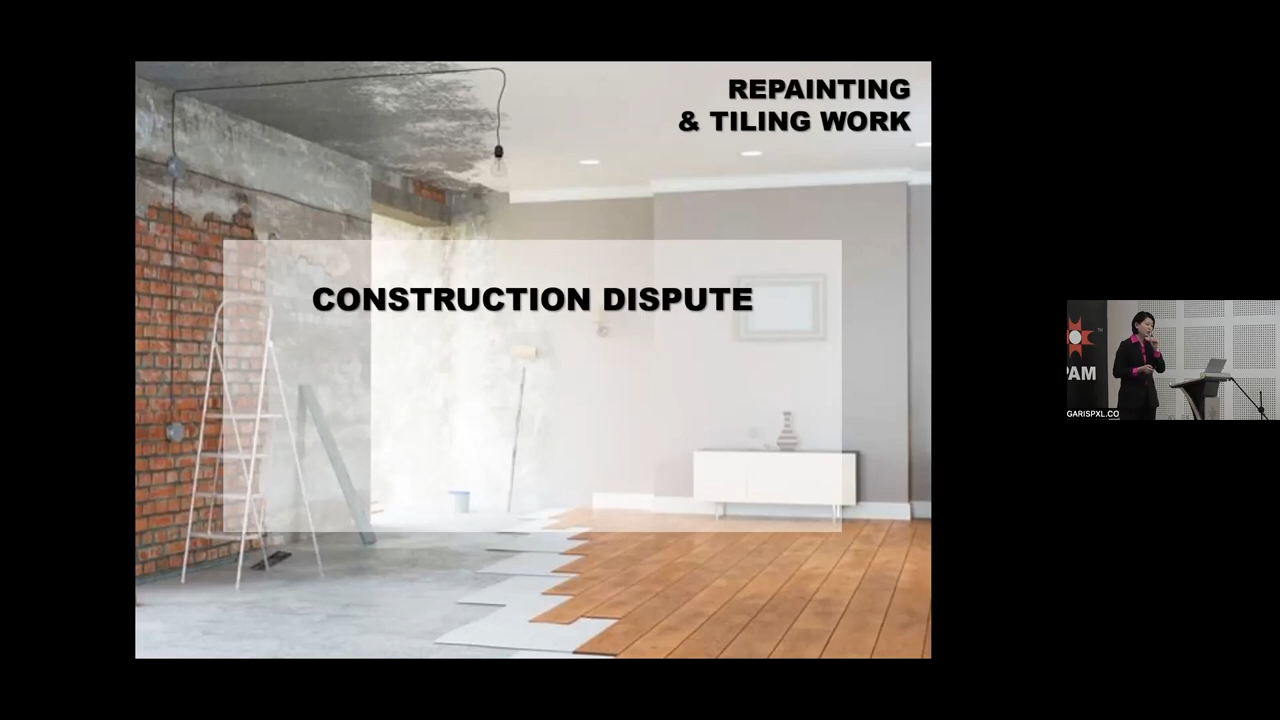 REPAINTING
& TILING WORK
CONSTRUCTION DISPUTE
PAM
GARISPXL.CO